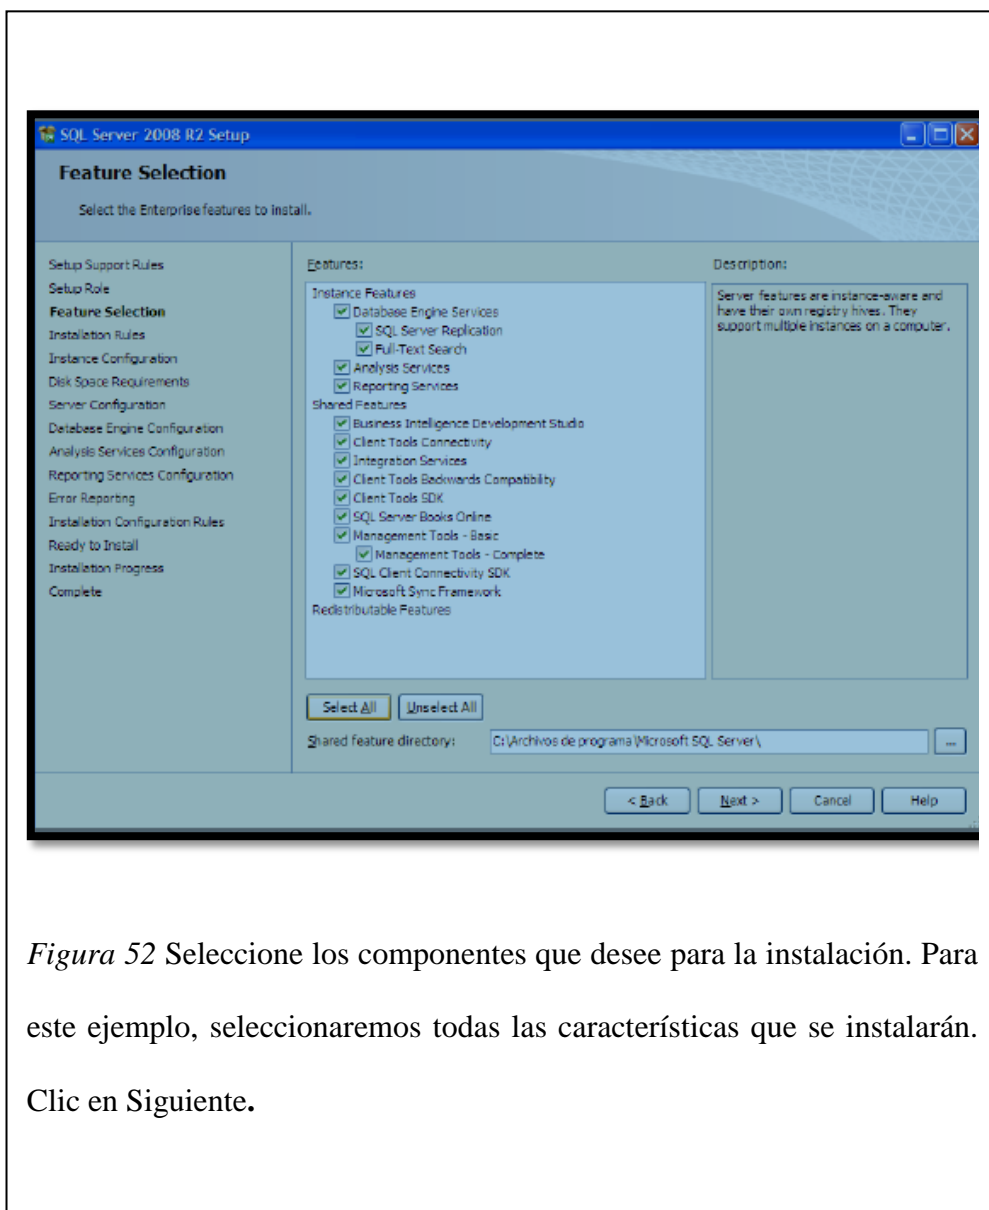 SQL Server 2008 R2 Setup
Feature Selection
Select the Enterprise features to install.
Setup Support Rules
Setup Role
Feature Selection
Installation Rules
Instance Configuration
Disk Space Requirements
Server Configuration
Database Engine Configuration
Analysis Services Configuration
Reporting Services Configuration
Error Reporting
Installation Configuration Rules
Ready to Install
Installation Progress
Complete
Features:
Instance Features
Database Engine Services
SQL Server Replication
Full-Text Search
Analysis Services
Reporting Services
Shared Features
Business Intelligence Development Studio
Client Tools Connectivity
Integration Services
Client Tools Backwards Compatibility
Client Tools SDK
SQL Server Books Online
Management Tools - Basic
Management Tools - Complete
SQL Client Connectivity SDK
Microsoft Sync Framework
Redistributable Features
Description:
Server features are instance-aware and
have their own registry hives. They
support multiple instances on a computer.
Select All
Unselect All
Shared feature directory:
C:\Archivos de programa\Microsoft SQL Server\
...
< Back
Next >
Cancel
Help
Figura 52 Seleccione los componentes que desee para la instalación. Para
este ejemplo, seleccionaremos todas las características que se instalarán.
Clic en Siguiente.